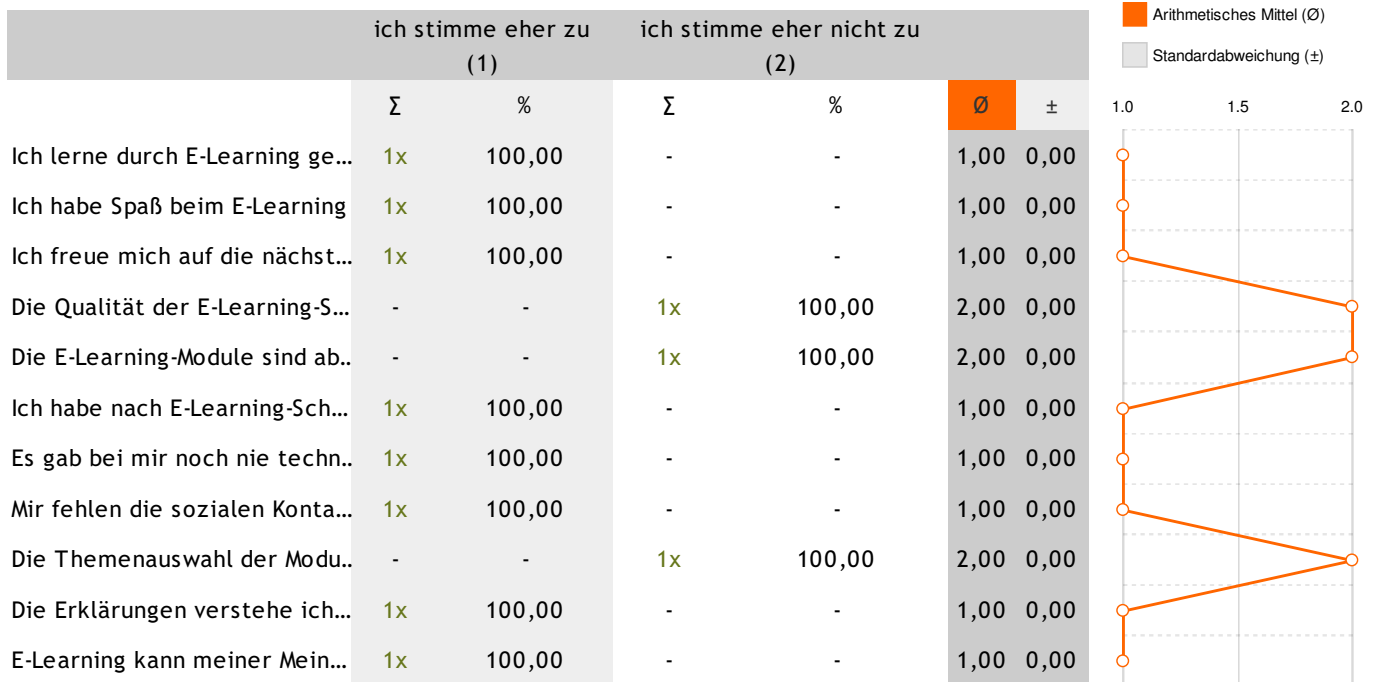 ich stimme eher zu ich stimme eher nicht zu Arithmetisches Mittel (Ø)
(1) (2) Standardabweichung (±)
Σ % Σ % Ø ± 1.0 1.5 2.0
Ich lerne durch E-Learning ge... 1x 100,00 - - 1,00 0,00
Ich habe Spaß beim E-Learning 1x 100,00 - - 1,00 0,00
Ich freue mich auf die nächst... 1x 100,00 - - 1,00 0,00
Die Qualität der E-Learning-S... - - 1x 100,00 2,00 0,00
Die E-Learning-Module sind ab.. - - 1x 100,00 2,00 0,00
Ich habe nach E-Learning-Sch... 1x 100,00 - - 1,00 0,00
Es gab bei mir noch nie techn.. 1x 100,00 - - 1,00 0,00
Mir fehlen die sozialen Konta... 1x 100,00 - - 1,00 0,00
Die Themenauswahl der Modu.. - - 1x 100,00 2,00 0,00
Die Erklärungen verstehe ich... 1x 100,00 - - 1,00 0,00
E-Learning kann meiner Mein... 1x 100,00 - - 1,00 0,00